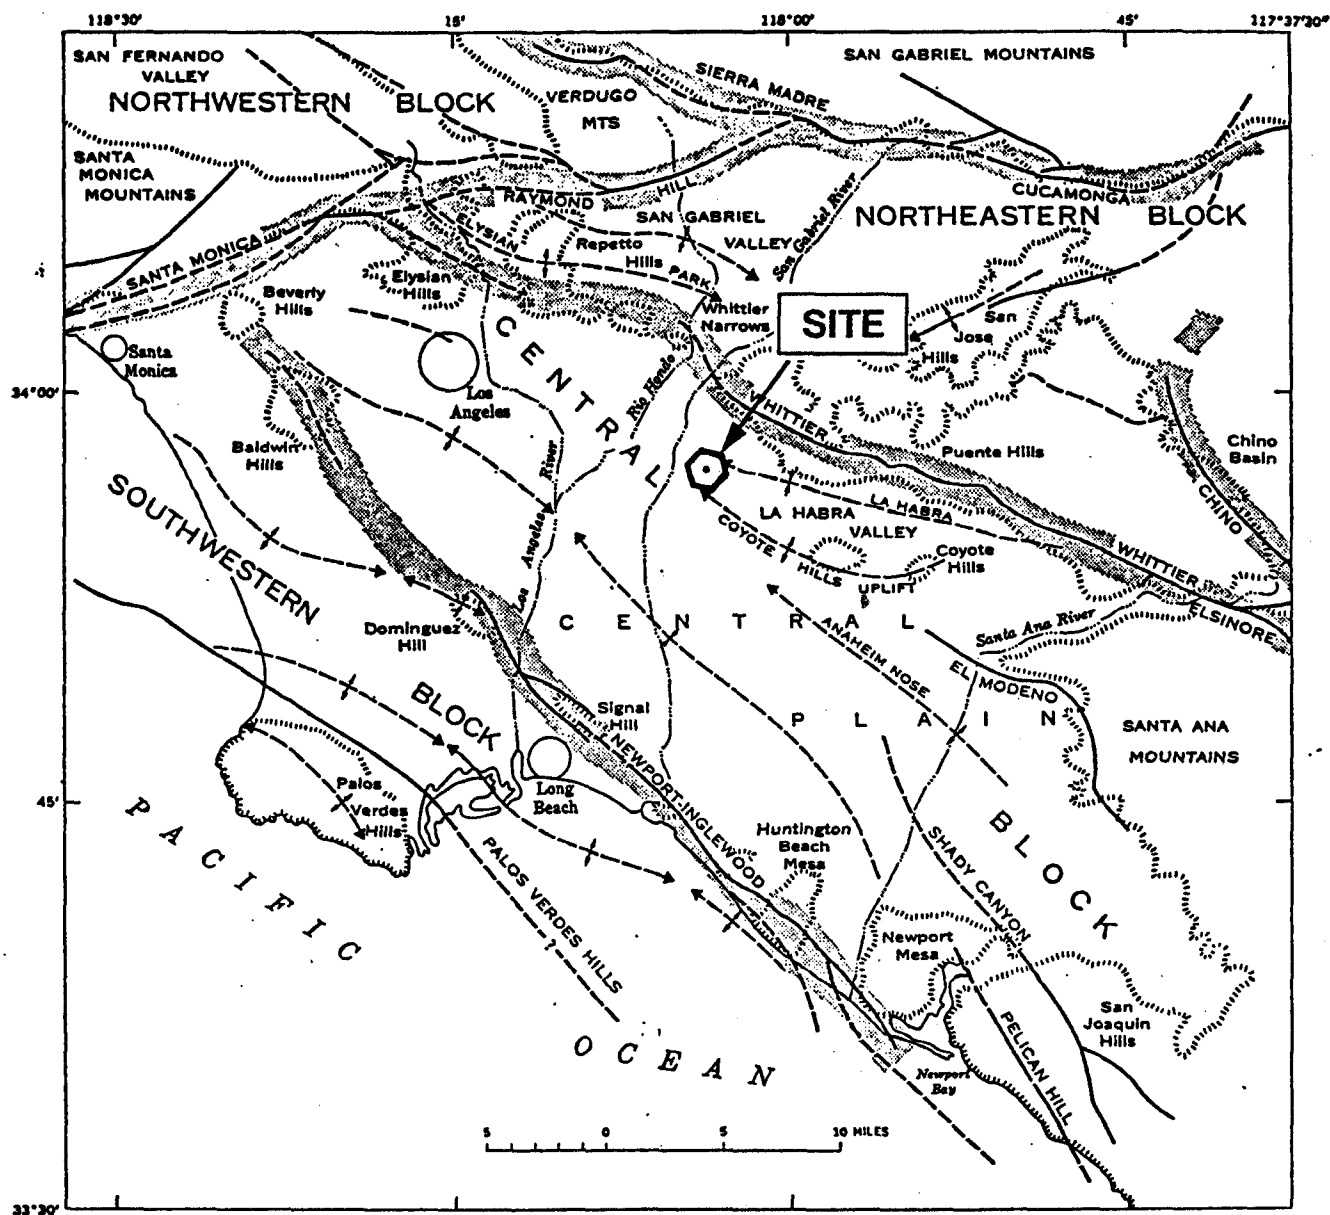 118°30'
15'
118°00'
45'
117°37'20"
SAN FERNANDO
VALLEY
NORTHWESTERN BLOCK
VERDUGO
MTS
SIERRA MADRE
SAN GABRIEL MOUNTAINS
SANTA
MONICA
MOUNTAINS
RAYMOND
HILL
CUCAMONGA
SAN GABRIEL
VALLEY
San Gabriel River
NORTHEASTERN BLOCK
SANTA MONICA
ELYSIAN
PARK
Repetto
Hills
Elysian
Hills
Beverly
Hills
Whittier
Narrows
SITE
San
Jose
Hills
Santa
Monica
Los
Angeles
CENTRAL
Rio Hondo
34°00'
WHITTIER
Puente Hills
Chino
Basin
CHINO
Baldwin
Hills
River
Angeles
Los
LA HABRA
LA HABRA
VALLEY
COYOTE
HILLS
UPLIFT
Coyote
Hills
WHITTIER
ELSINORE
SOUTHWESTERN
Dominguez
Hill
CENTRAL
ANAHEIM NOSE
Santa Ana River
EL MODENO
BLOCK
Signal
Hill
PLAIN
SANTA ANA
MOUNTAINS
NEWPORT-INGLEWOOD
Long
Beach
Palos
Verdes
Hills
45'
PACIFIC
PALOS VERDES HILLS
?
Huntington
Beach
Mesa
SHADY CANYON
BLOCK
Newport
Mesa
San
Joaquin
Hills
PELICAN HILL
OCEAN
Newport
Bay
5 0 5 10 MILES
33°30'